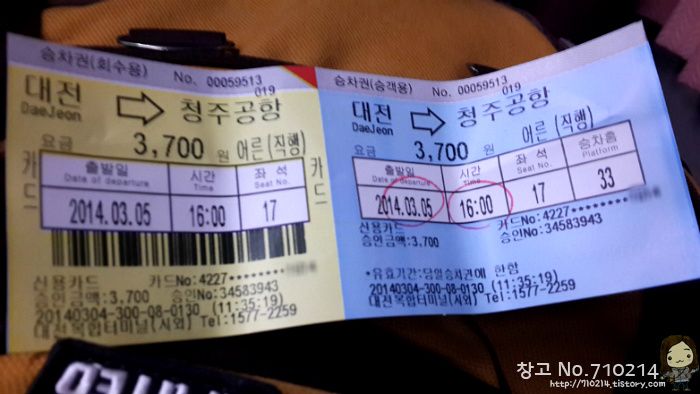 승차권(회수용)
No. 00059513
019
대전
DaeJeon
청주공항
요금 3,700 원 어른(직행)
카드
출발일
Date of departure
시간
Time
좌석
Seat No.
2014.03.05 16:00 17
신용카드 카드No:4227********
승인금액:3,700 승인No:34583943
20140304-300-08-0130 (11:35:19)
대전복합터미널(시외) Tel:1577-2259
승차권(승객용)
No. 00059513
019
대전
DaeJeon
청주공항
요금 3,700 원 어른(직행)
카드
출발일
Date of departure
시간
Time
좌석
Seat No.
승차홈
Platform
2014.03.05 16:00 17 33
신용카드 카드No:4227********
승인금액:3,700 승인No:34583943
*유효기간:당일승차권에 한함
20140304-300-08-0130 (11:35:19)
대전복합터미널(시외) Tel:1577-2259
창고 No.710214
http://710214.tistory.com/